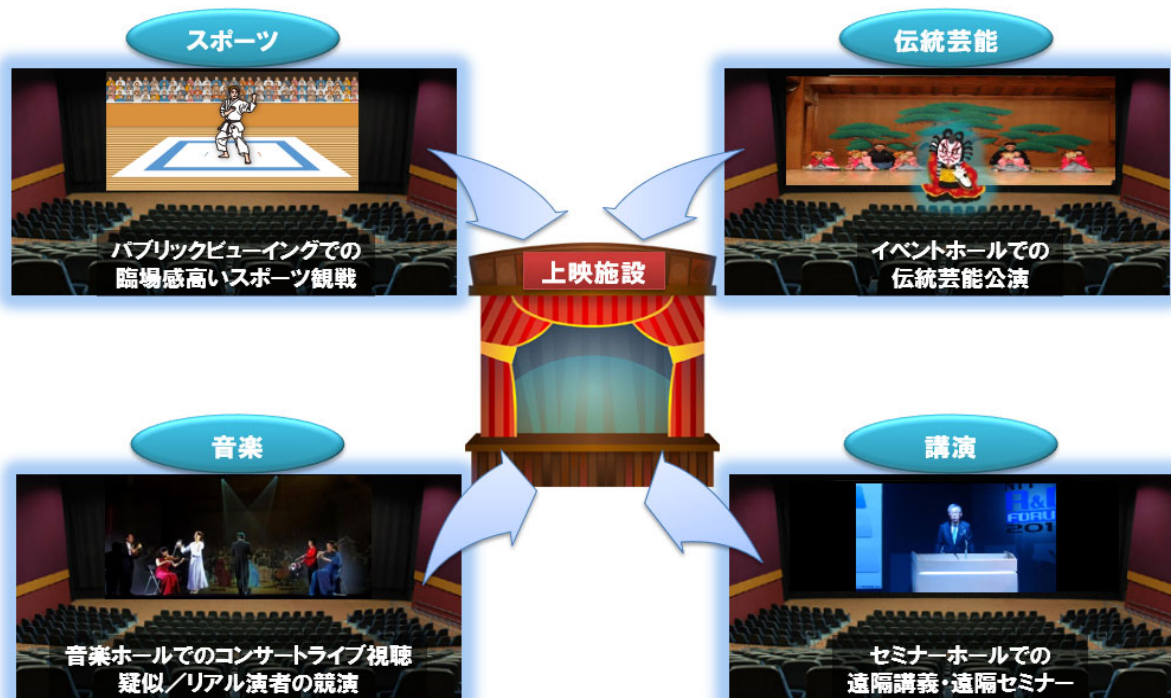 スポーツ
伝統芸能
パブリックビューイングでの
臨場感高いスポーツ観戦
イベントホールでの
伝統芸能公演
上映施設
音楽
講演
FORU
201
音楽ホールでのコンサートライブ視聴
疑似／リアル演者の競演
セミナーホールでの
遠隔講義・遠隔セミナー